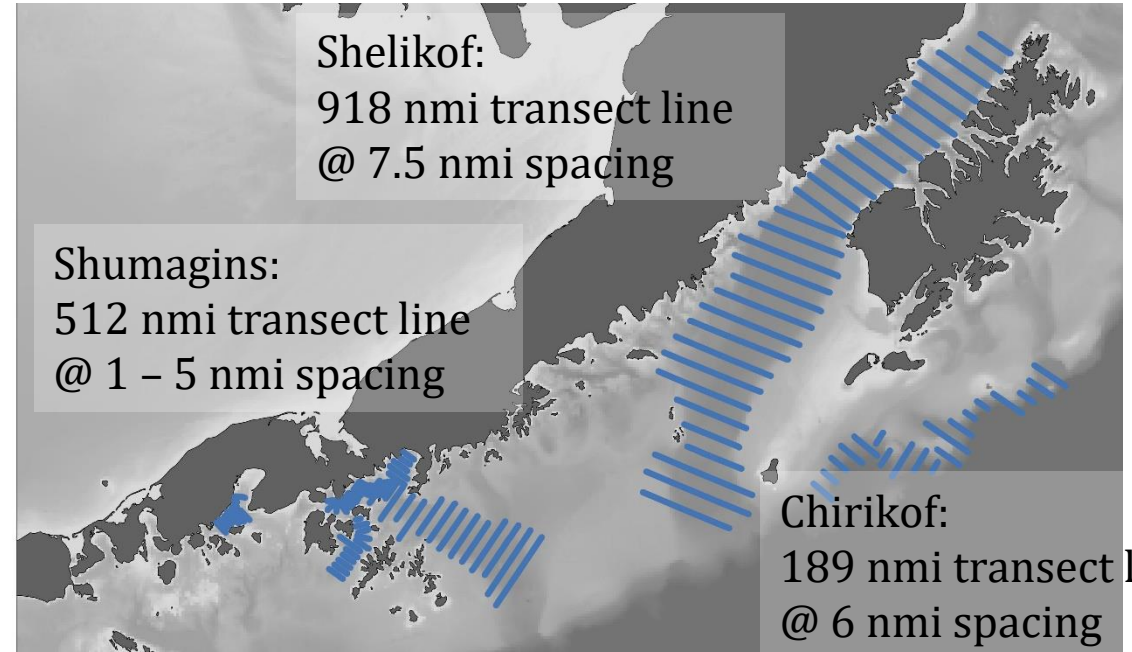 Shelikof:
918 nmi transect line
@ 7.5 nmi spacing
Shumagins:
512 nmi transect line
@ 1 – 5 nmi spacing
Chirikof:
189 nmi transect l
@ 6 nmi spacing